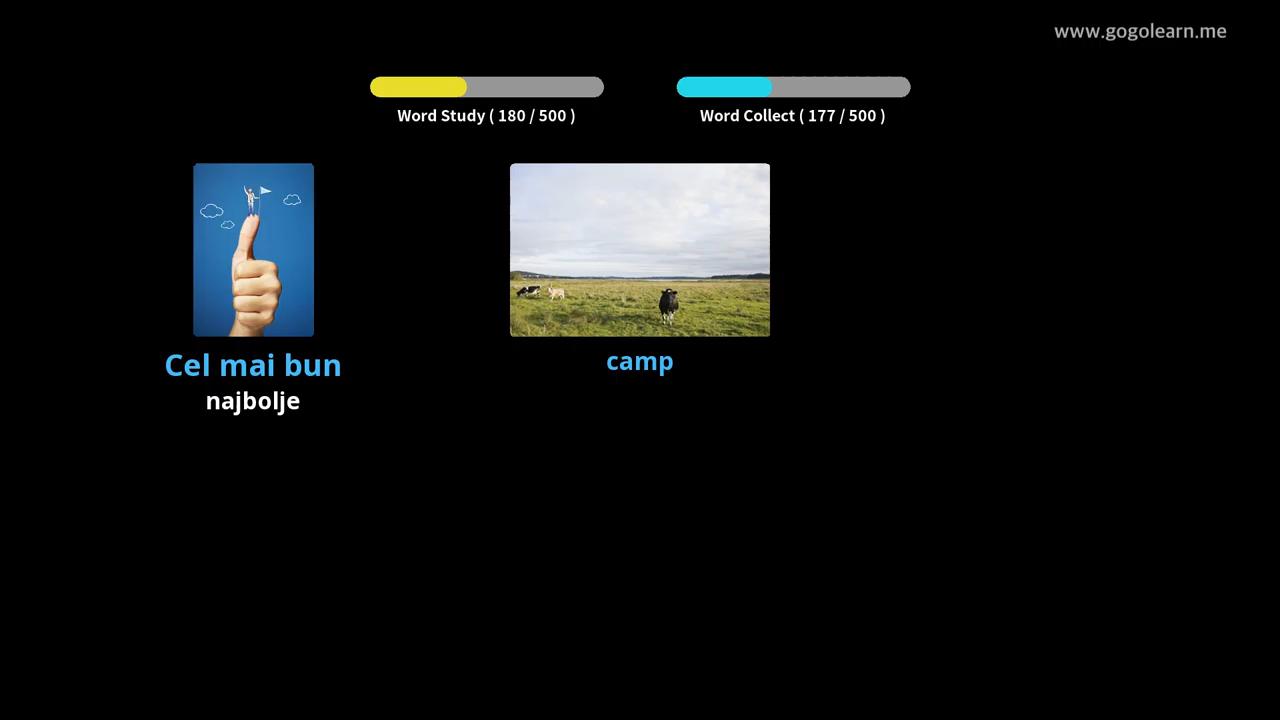 www.gogolearn.me
Word Study ( 180 / 500 )
Word Collect ( 177 / 500 )
Cel mai bun
najbolje
camp